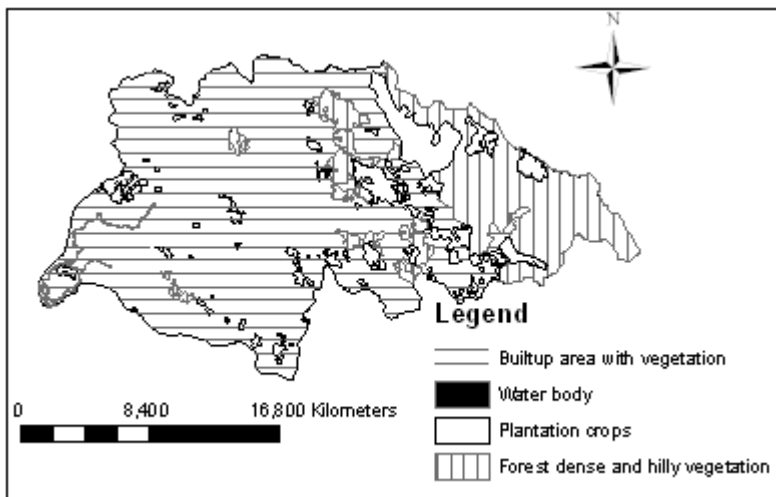 N
Legend
Builtup area with vegetation
Water body
Plantation crops
Forest dense and hilly vegetation
0 8,400 16,800 Kilometers